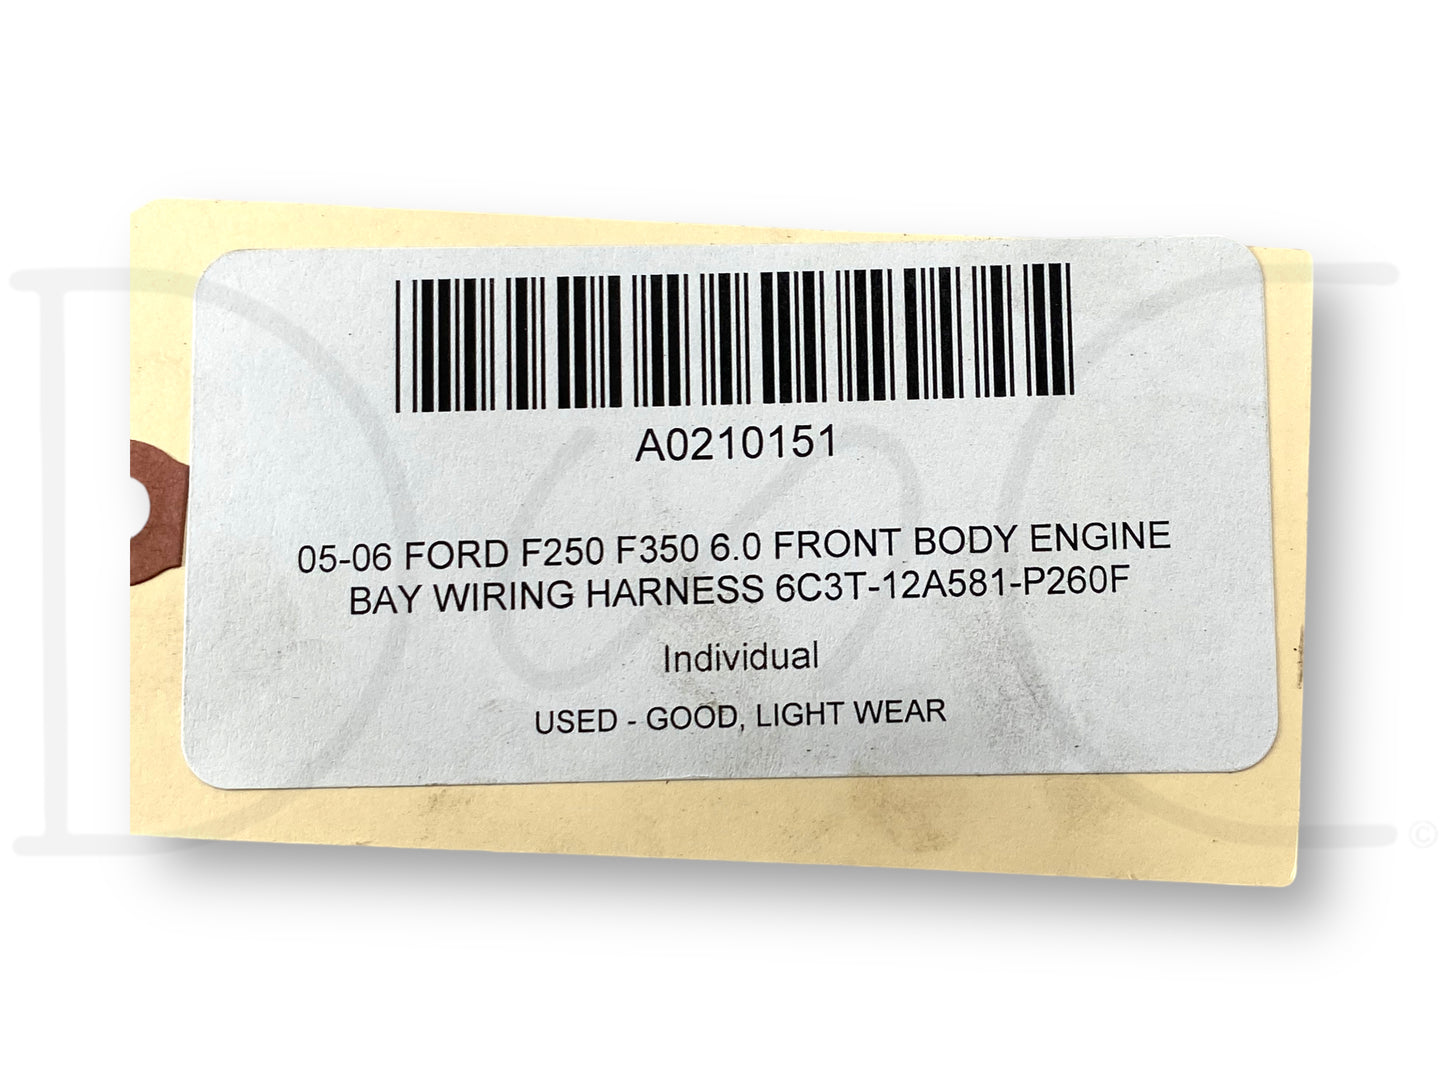 A0210151
05-06 FORD F250 F350 6.0 FRONT BODY ENGINE
BAY WIRING HARNESS 6C3T-12A581-P260F
Individual
USED - GOOD, LIGHT WEAR
©